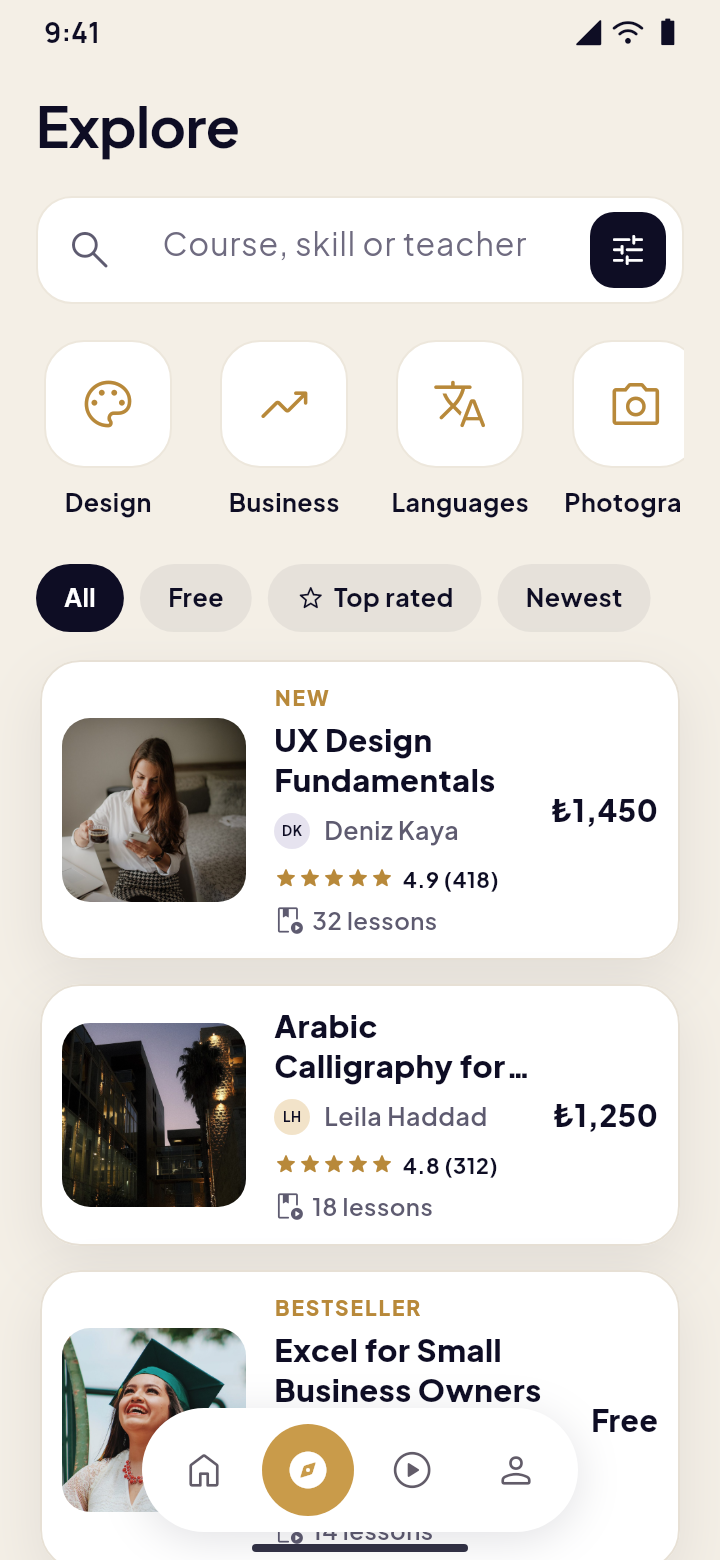 9:41
Explore
Course, skill or teacher
Design
Business
Languages
Photogra
All
Free
Top rated
Newest
NEW
UX Design
Fundamentals
DK Deniz Kaya
4.9 (418)
32 lessons
₺1,450
Arabic
Calligraphy for…
LH Leila Haddad
4.8 (312)
18 lessons
₺1,250
BESTSELLER
Excel for Small
Business Owners
Free
14 lessons